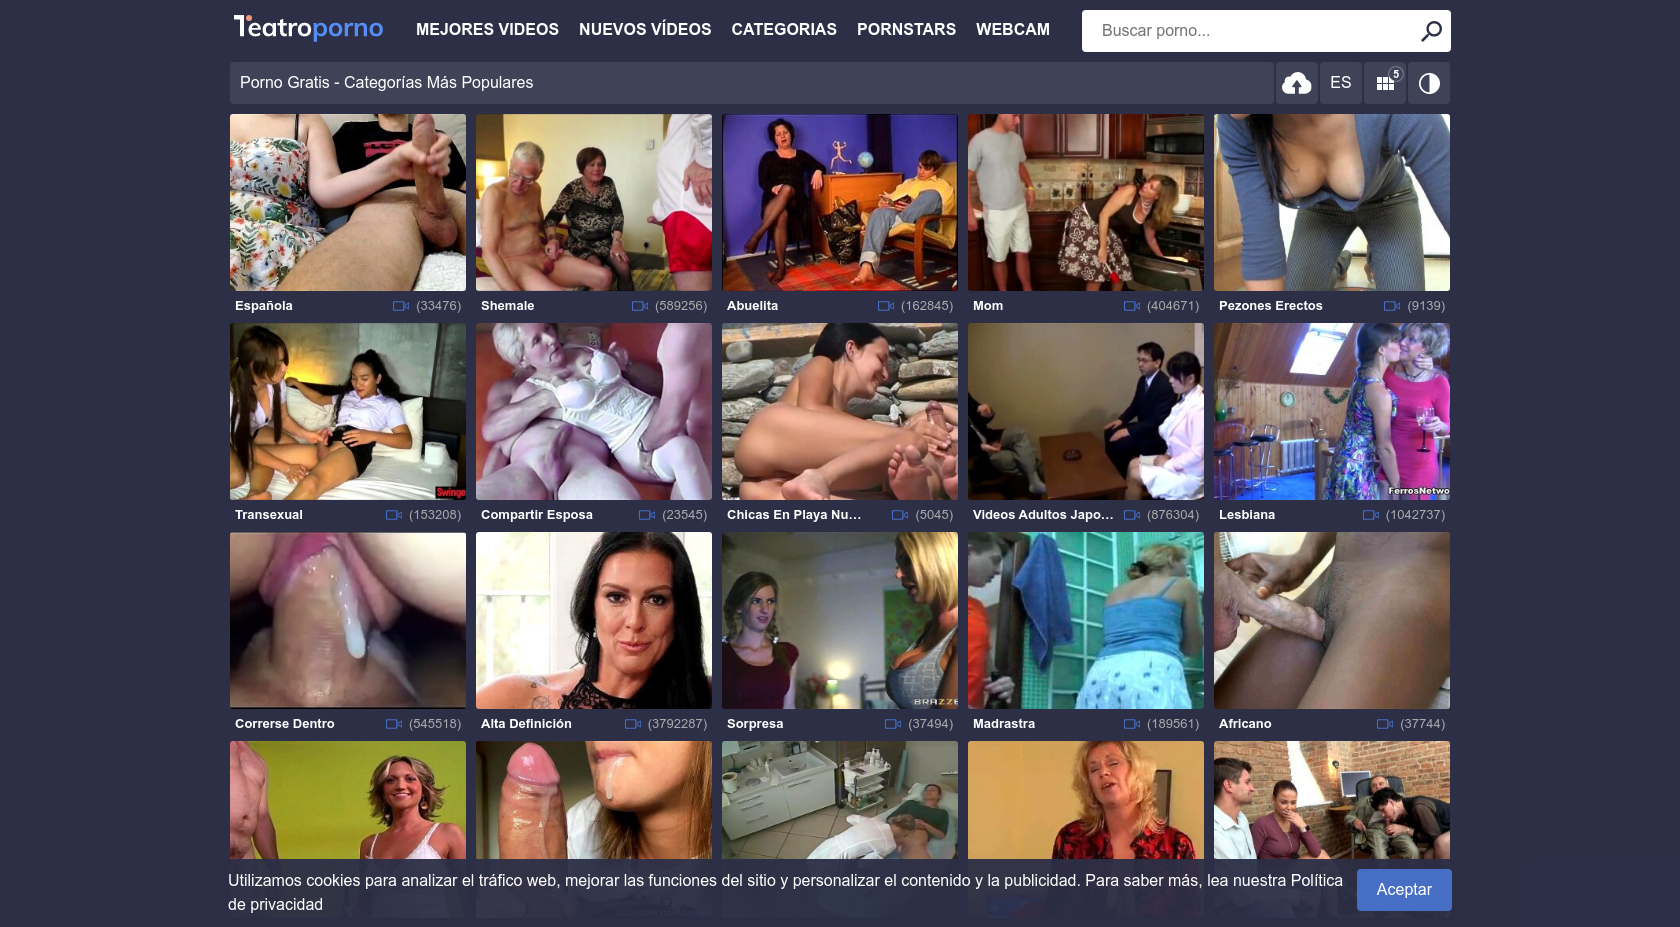 Teatroporno
MEJORES VIDEOS NUEVOS VÍDEOS CATEGORIAS PORNSTARS WEBCAM
Buscar porno...
Porno Gratis - Categorías Más Populares
ES
5
Española (33476)
Shemale (589256)
Abuelita (162845)
Mom (404671)
Pezones Erectos (9139)
Swinge
FerrosNetwo
Transexual (153208)
Compartir Esposa (23545)
Chicas En Playa Nu... (5045)
Videos Adultos Japo... (876304)
Lesbiana (1042737)
BRAZZE
Correrse Dentro (545518)
Alta Definición (3792287)
Sorpresa (37494)
Madrastra (189561)
Africano (37744)
Utilizamos cookies para analizar el tráfico web, mejorar las funciones del sitio y personalizar el contenido y la publicidad. Para saber más, lea nuestra Política
de privacidad
Aceptar